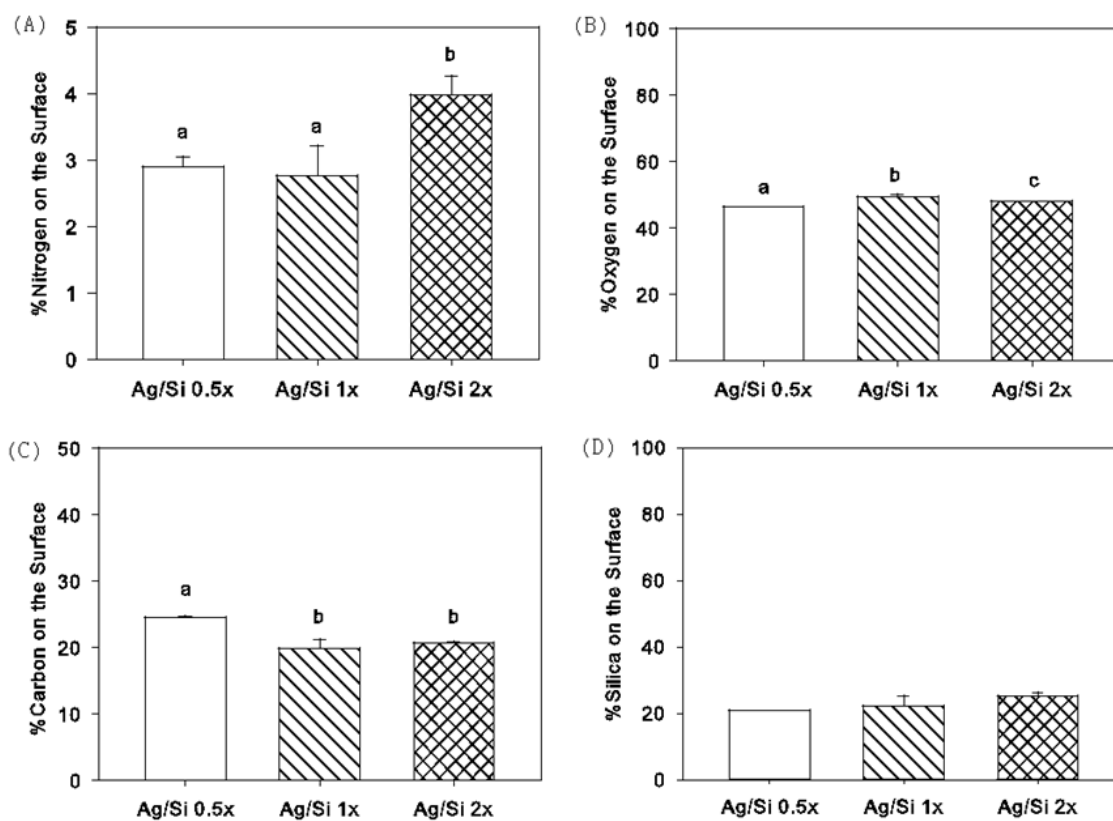 (A)
%Nitrogen on the Surface
5
4
3
2
1
0
a
a
b
Ag/Si 0.5x Ag/Si 1x Ag/Si 2x
(B)
%Oxygen on the Surface
100
80
60
40
20
0
a
b
c
Ag/Si 0.5x Ag/Si 1x Ag/Si 2x
(C)
%Carbon on the Surface
50
40
30
20
10
0
a
b
b
Ag/Si 0.5x Ag/Si 1x Ag/Si 2x
(D)
%Silica on the Surface
100
80
60
40
20
0
Ag/Si 0.5x Ag/Si 1x Ag/Si 2x